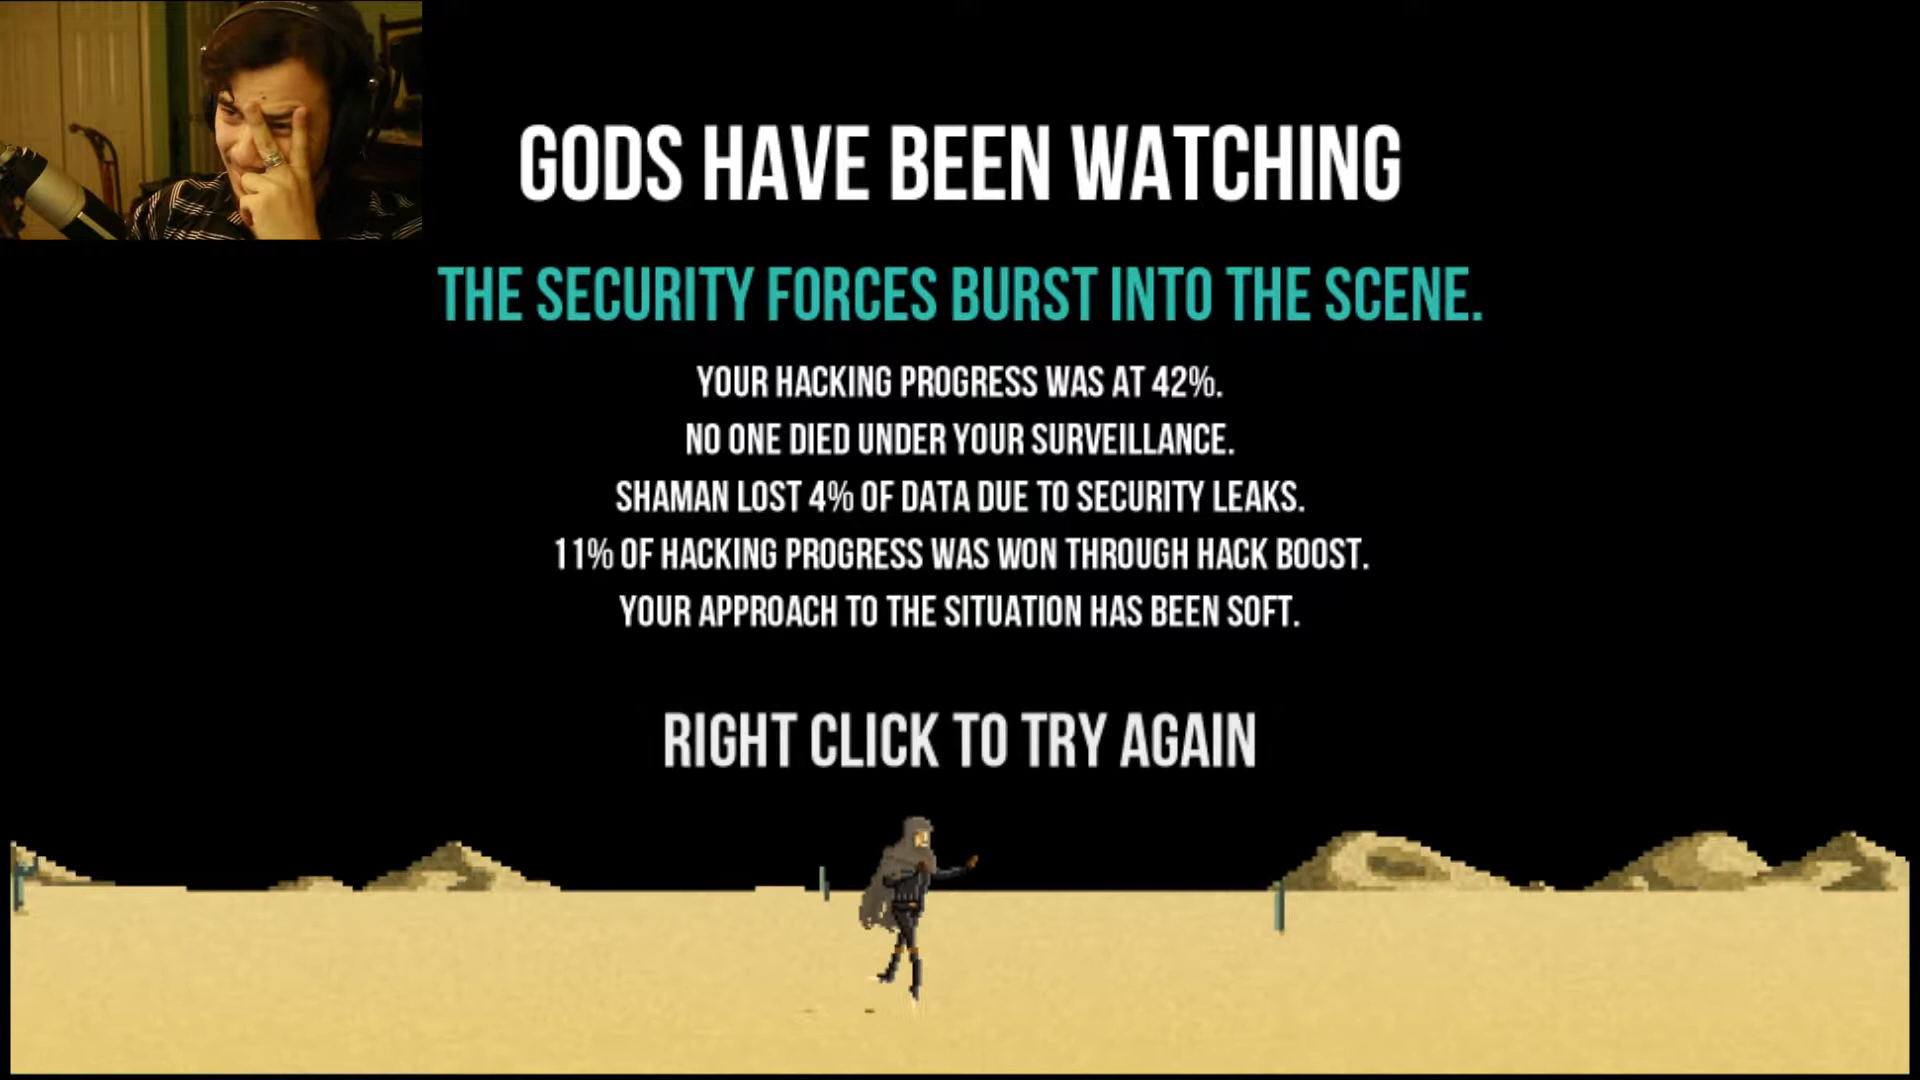 GODS HAVE BEEN WATCHING
THE SECURITY FORCES BURST INTO THE SCENE.
YOUR HACKING PROGRESS WAS AT 42%.
NO ONE DIED UNDER YOUR SURVEILLANCE.
SHAMAN LOST 4% OF DATA DUE TO SECURITY LEAKS.
11% OF HACKING PROGRESS WAS WON THROUGH HACK BOOST.
YOUR APPROACH TO THE SITUATION HAS BEEN SOFT.
RIGHT CLICK TO TRY AGAIN